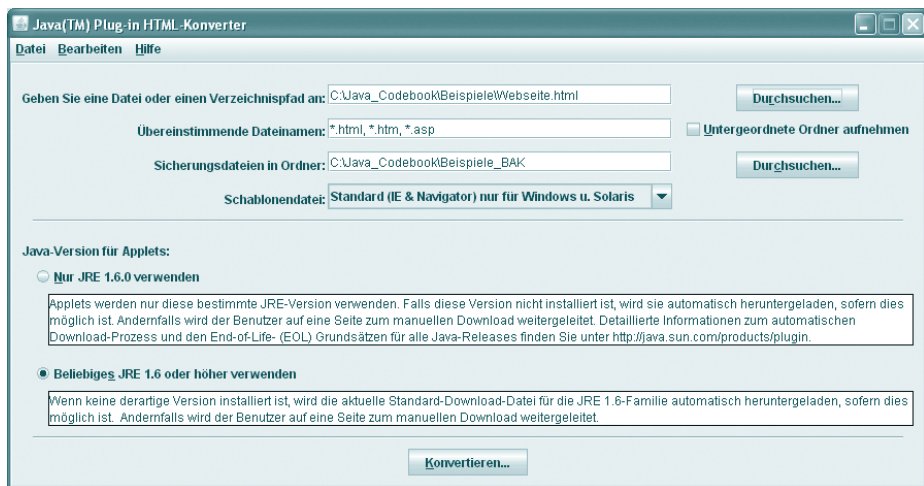 Java(TM) Plug-in HTML-Konverter
Datei Bearbeiten Hilfe
Geben Sie eine Datei oder einen Verzeichnispfad an: C:\Java_Codebook\Beispiele\Webseite.html Durchsuchen...
Übereinstimmende Dateinamen: *.html, *.htm, *.asp Untergeordnete Ordner aufnehmen
Sicherungsdateien in Ordner: C:\Java_Codebook\Beispiele_BAK Durchsuchen...
Schablonendatei: Standard (IE & Navigator) nur für Windows u. Solaris
Java-Version für Applets:
Nur JRE 1.6.0 verwenden
Applets werden nur diese bestimmte JRE-Version verwenden. Falls diese Version nicht installiert ist, wird sie automatisch heruntergeladen, sofern dies
möglich ist. Andernfalls wird der Benutzer auf eine Seite zum manuellen Download weitergeleitet. Detaillierte Informationen zum automatischen
Download-Prozess und den End-of-Life- (EOL) Grundsätzen für alle Java-Releases finden Sie unter http://java.sun.com/products/plugin.
Beliebiges JRE 1.6 oder höher verwenden
Wenn keine derartige Version installiert ist, wird die aktuelle Standard-Download-Datei für die JRE 1.6-Familie automatisch heruntergeladen, sofern dies
möglich ist. Andernfalls wird der Benutzer auf eine Seite zum manuellen Download weitergeleitet.
Konvertieren...